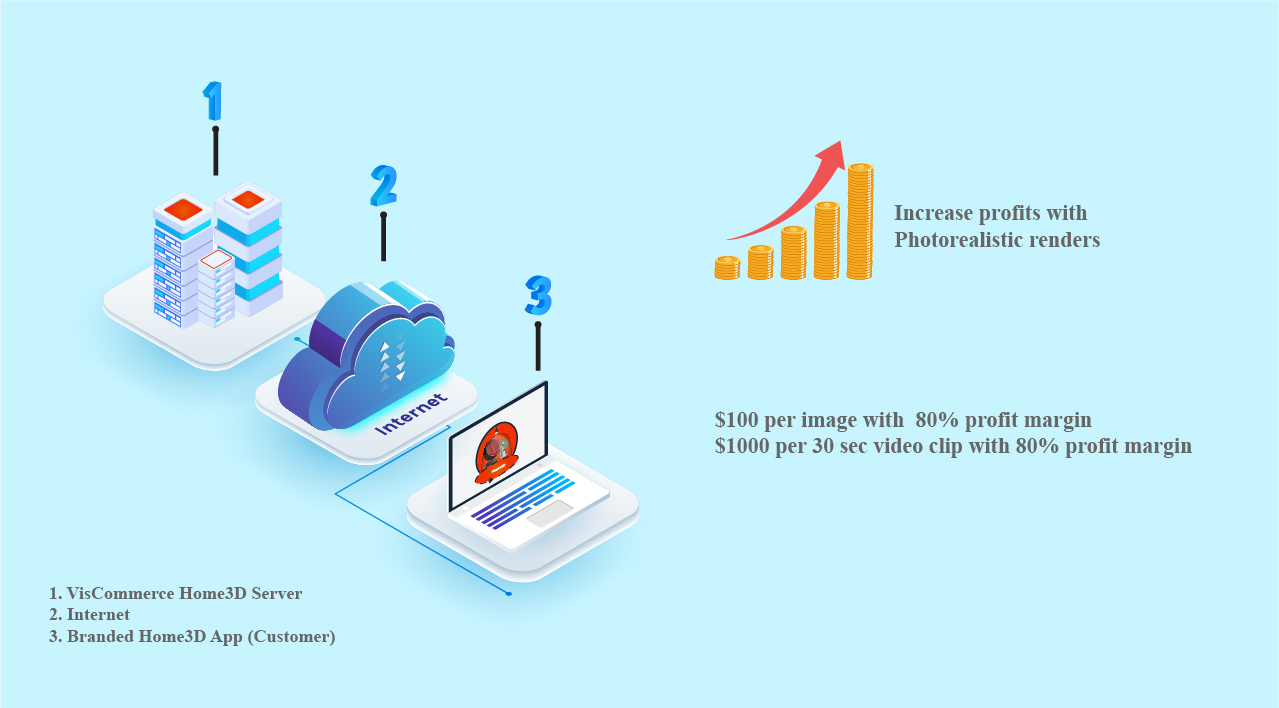 1
2
3
Internet
Increase profits with
Photorealistic renders
$100 per image with  80% profit margin
$1000 per 30 sec video clip with 80% profit margin
1. VisCommerce Home3D Server
2. Internet
3. Branded Home3D App (Customer)